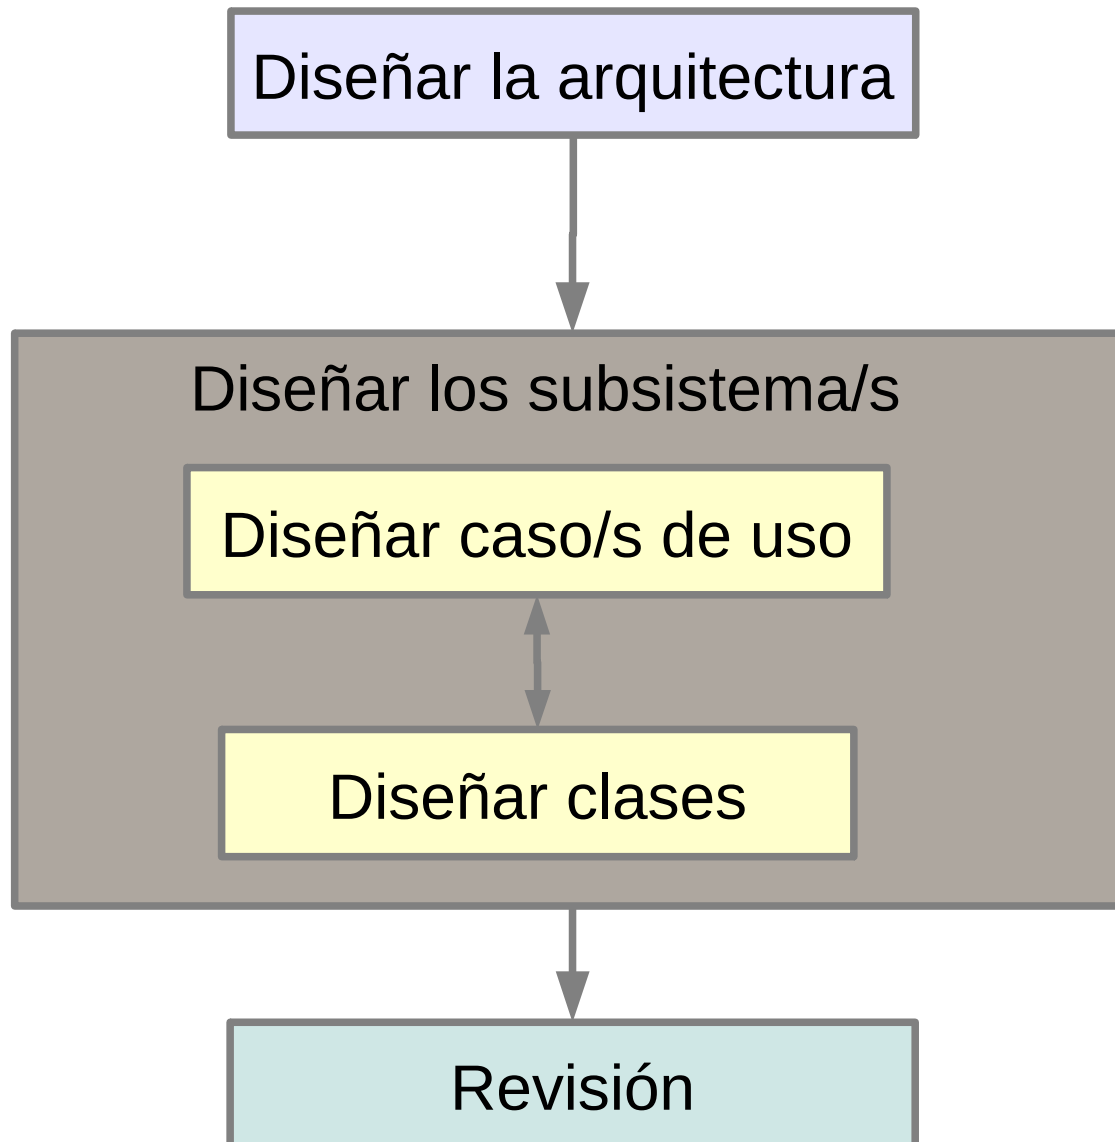 Diseñar la arquitectura
Diseñar los subsistema/s
Diseñar caso/s de uso
Diseñar clases
Revisión